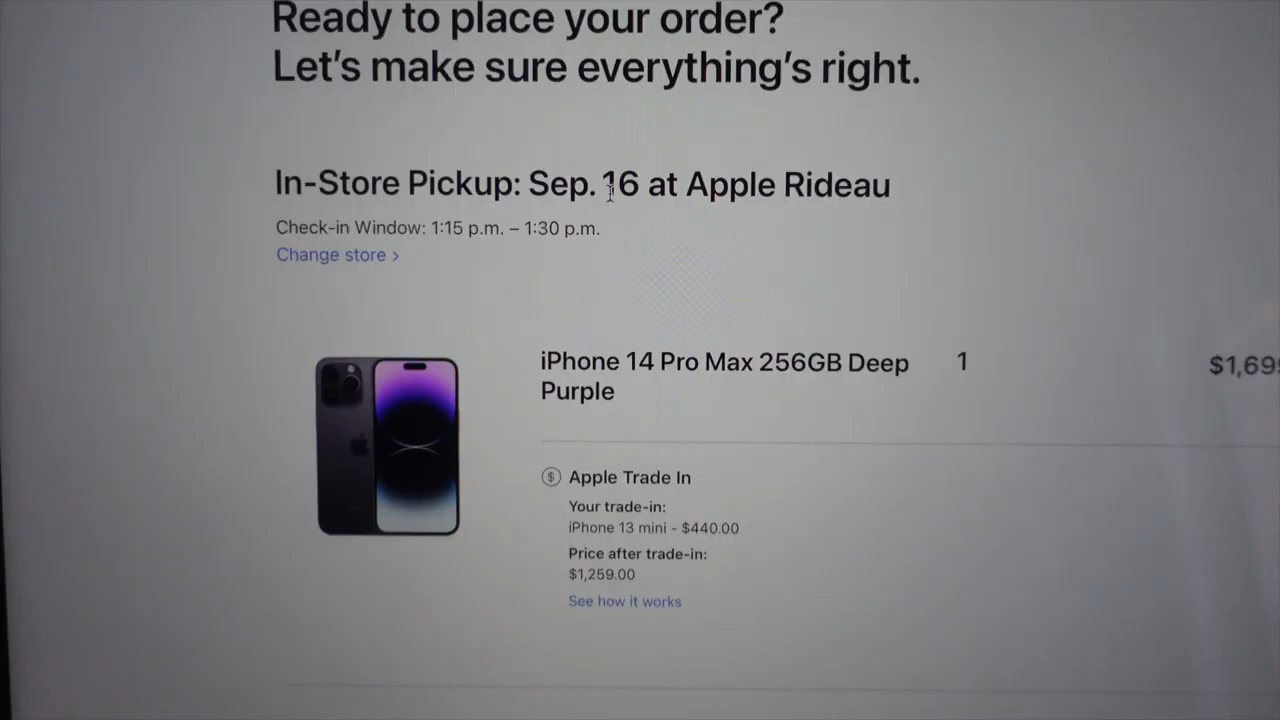 Ready to place your order?
Let's make sure everything's right.
In-Store Pickup: Sep. 16 at Apple Rideau
Check-in Window: 1:15 p.m. – 1:30 p.m.
Change store >
iPhone 14 Pro Max 256GB Deep 1
Purple
$ Apple Trade In
Your trade-in:
iPhone 13 mini - $440.00
Price after trade-in:
$1,259.00
See how it works